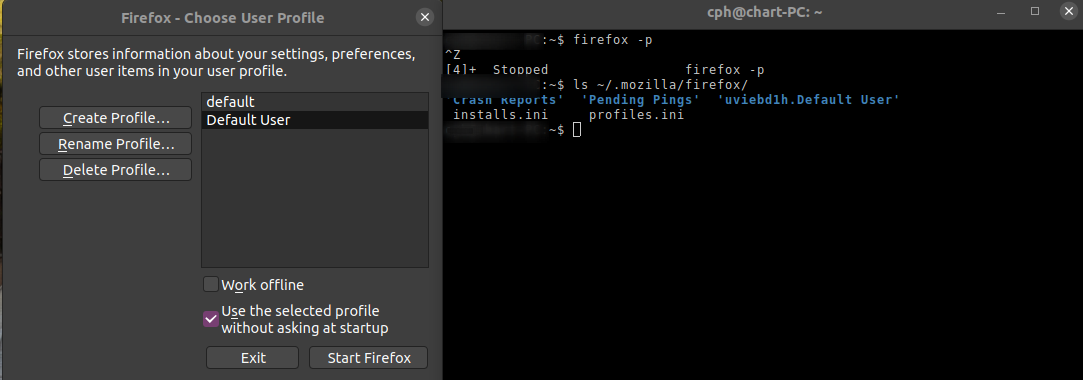 Firefox - Choose User Profile
Firefox stores information about your settings, preferences,
and other user items in your user profile.
Create Profile…
Rename Profile…
Delete Profile…
default
Default User
Work offline
Use the selected profile
without asking at startup
Exit
Start Firefox
cph@chart-PC: ~
:~$ firefox -p
^Z
[4]+  Stopped                 firefox -p
:~$ ls ~/.mozilla/firefox/
'Crash Reports'  'Pending Pings'  'uviebd1h.Default User'
installs.ini     profiles.ini
~$